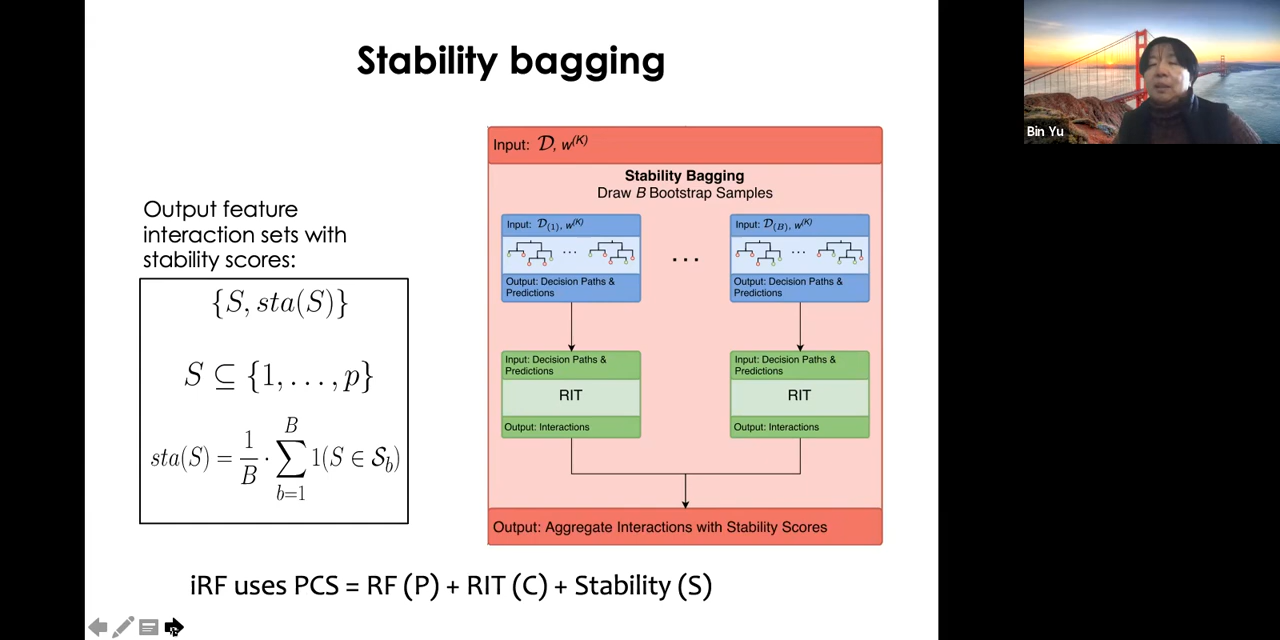 Stability bagging
Bin Yu
Output feature
interaction sets with
stability scores:
{S, sta(S)}
S ⊆ {1, . . . , p}
sta(S) = 1/B · ∑_{b=1}^{B} 1(S ∈ 𝒮_b)
Input: 𝒟, w^(K)
Stability Bagging
Draw B Bootstrap Samples
Input: 𝒟_(1), w^(K)
...
Output: Decision Paths &
Predictions
Input: Decision Paths &
Predictions
RIT
Output: Interactions
...
Input: 𝒟_(B), w^(K)
...
Output: Decision Paths &
Predictions
Input: Decision Paths &
Predictions
RIT
Output: Interactions
Output: Aggregate Interactions with Stability Scores
iRF uses PCS = RF (P) + RIT (C) + Stability (S)